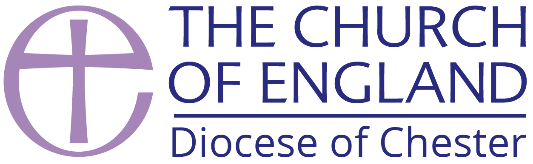 THE CHURCH
OF ENGLAND
Diocese of Chester